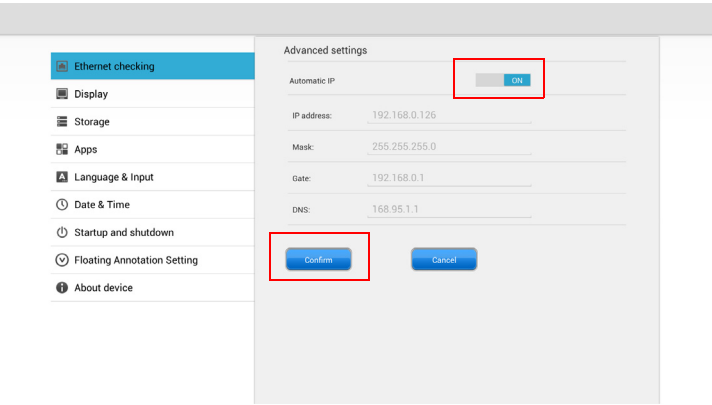 Ethernet checking
Display
Storage
Apps
Language & Input
Date & Time
Startup and shutdown
Floating Annotation Setting
About device
Advanced settings
Automatic IP ON
IP address: 192.168.0.126
Mask: 255.255.255.0
Gate: 192.168.0.1
DNS: 168.95.1.1
Confirm Cancel